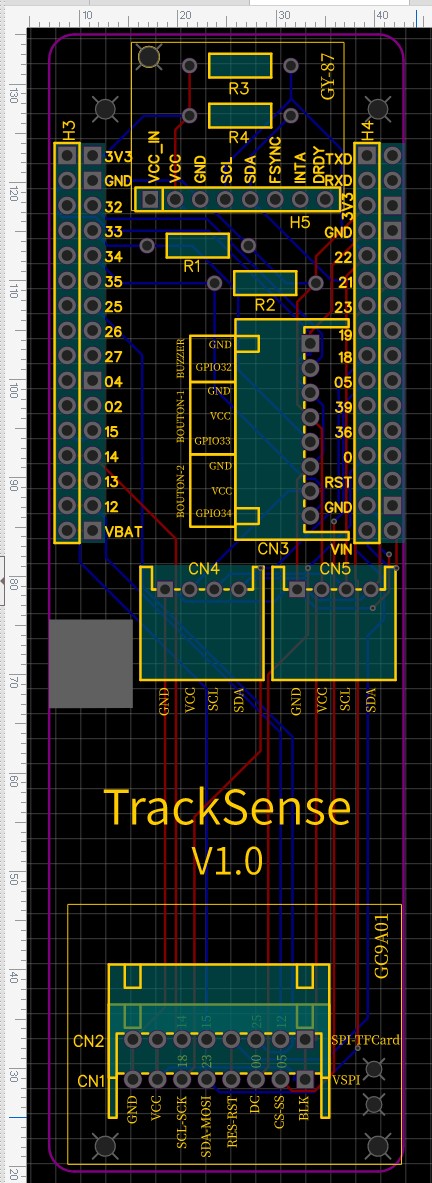 10 20 30 40
130
120
110
100
90
80
70
60
50
40
30
20
R3
GY-87
R4
H3
H4
VCC_IN
VCC
GND
SCL
SDA
FSYNC
INTA
DRDY
H5
3V3
GND
32
33
34
35
25
26
27
04
02
15
14
13
12
VBAT
TXD
RXD
3V3
GND
22
21
23
19
18
05
39
36
0
RST
GND
VIN
R1
R2
BUZZER
GND
GPIO32
BOUTON-1
GND
VCC
GPIO33
BOUTON-2
GND
VCC
GPIO34
CN3
CN4
CN5
GND
VCC
SCL
SDA
GND
VCC
SCL
SDA
TrackSense
V1.0
GC9A01
14
15
25
12
CN2
SPI-TFCard
18
23
00
05
CN1
VSPI
GND
VCC
SCL-SCK
SDA-MOSI
RES-RST
DC
CS-SS
BLK